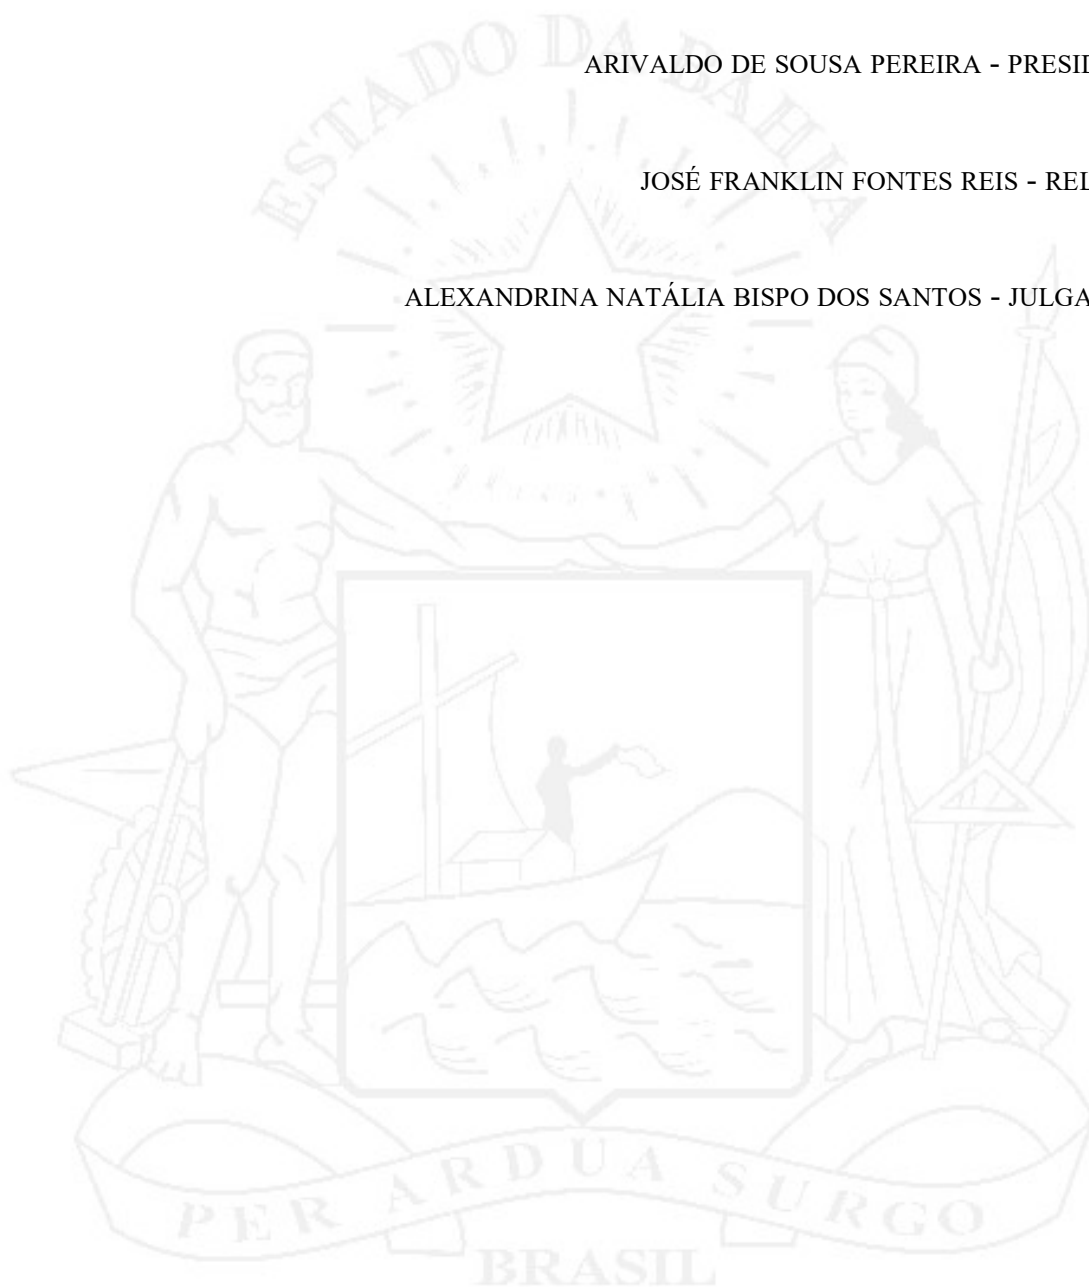 ESTADO DA BAHIA
ARIVALDO DE SOUSA PEREIRA - PRESI
JOSÉ FRANKLIN FONTES REIS - REL
ALEXANDRINA NATÁLIA BISPO DOS SANTOS - JULGA
PER ARDUA SURGO
BRASIL